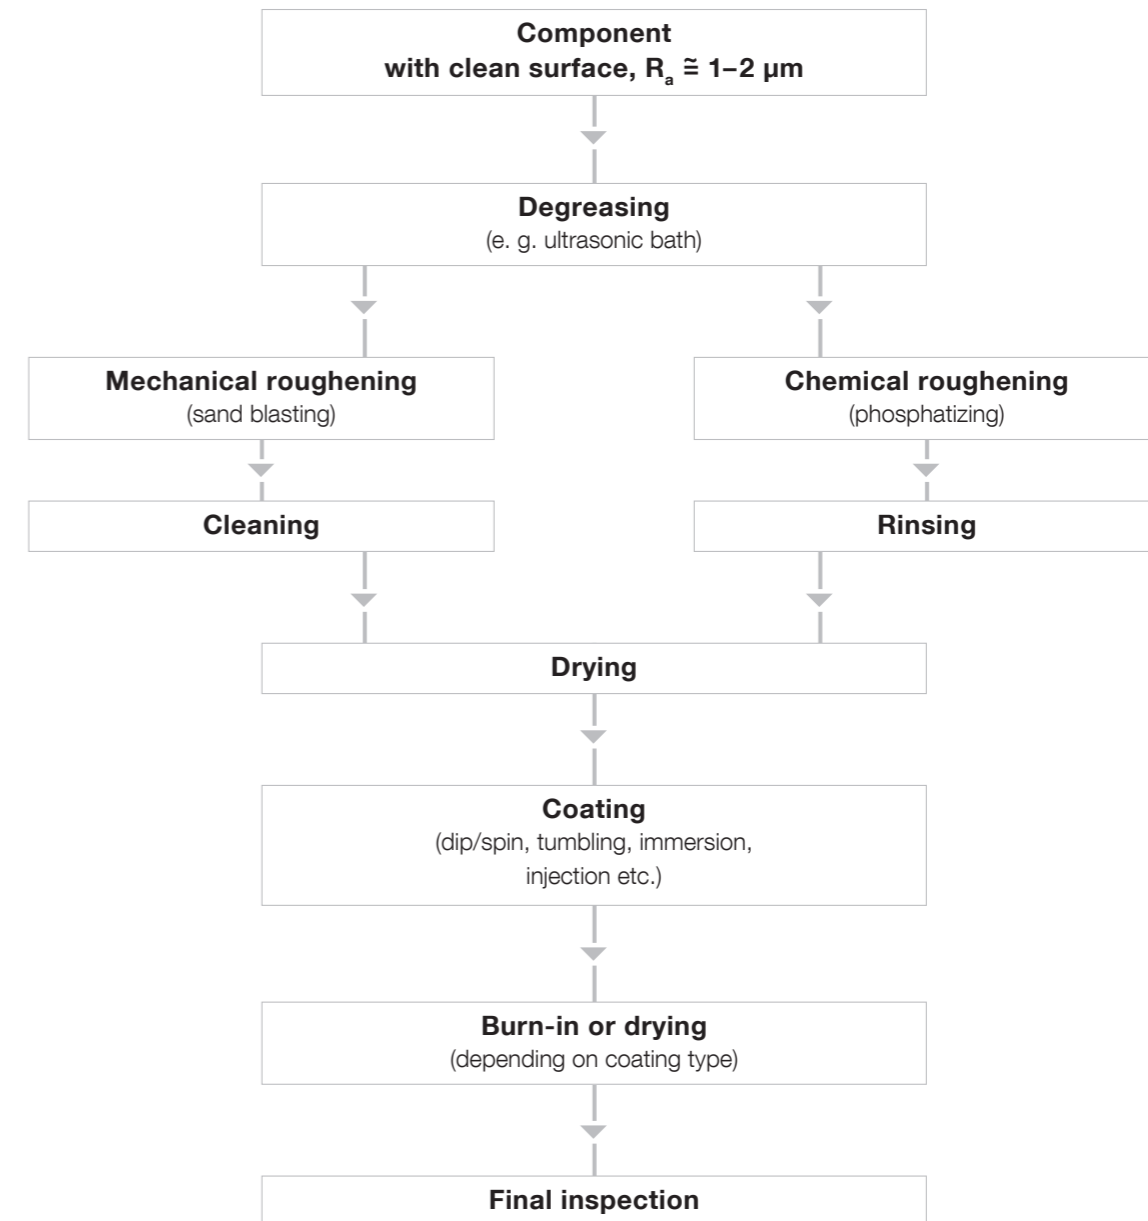 Component
with clean surface, Ra ≅ 1–2 µm
Degreasing
(e. g. ultrasonic bath)
Mechanical roughening
(sand blasting)
Chemical roughening
(phosphatizing)
Cleaning
Rinsing
Drying
Coating
(dip/spin, tumbling, immersion,
injection etc.)
Burn-in or drying
(depending on coating type)
Final inspection